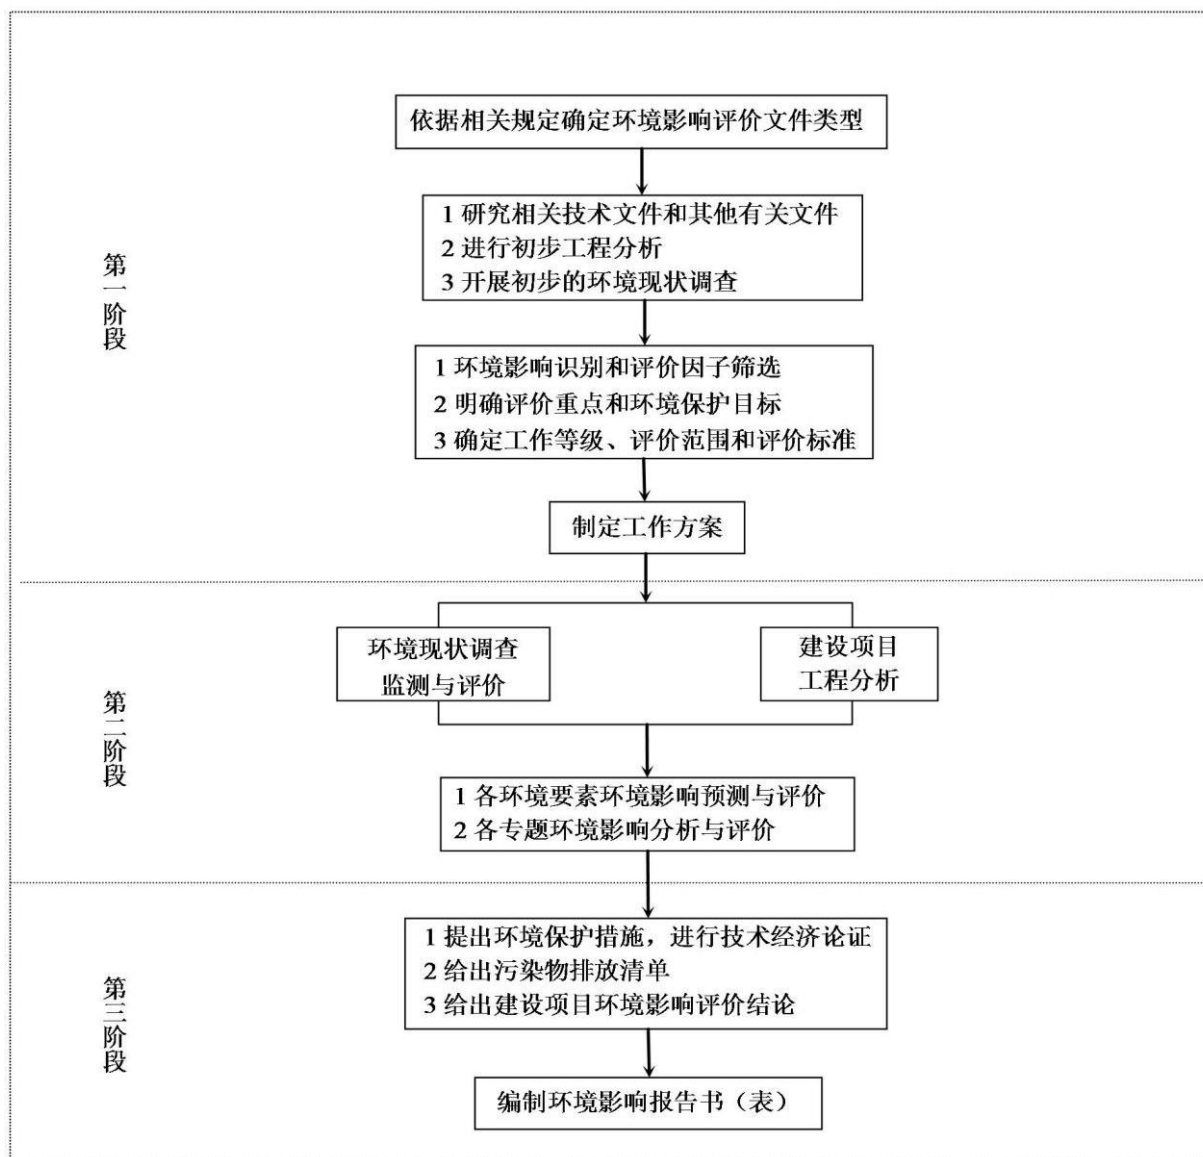 依据相关规定确定环境影响评价文件类型
1 研究相关技术文件和其他有关文件
2 进行初步工程分析
3 开展初步的环境现状调查
第一阶段
1 环境影响识别和评价因子筛选
2 明确评价重点和环境保护目标
3 确定工作等级、评价范围和评价标准
制定工作方案
环境现状调查
监测与评价
建设项目
工程分析
第二阶段
1 各环境要素环境影响预测与评价
2 各专题环境影响分析与评价
1 提出环境保护措施，进行技术经济论证
2 给出污染物排放清单
3 给出建设项目环境影响评价结论
第三阶段
编制环境影响报告书（表）